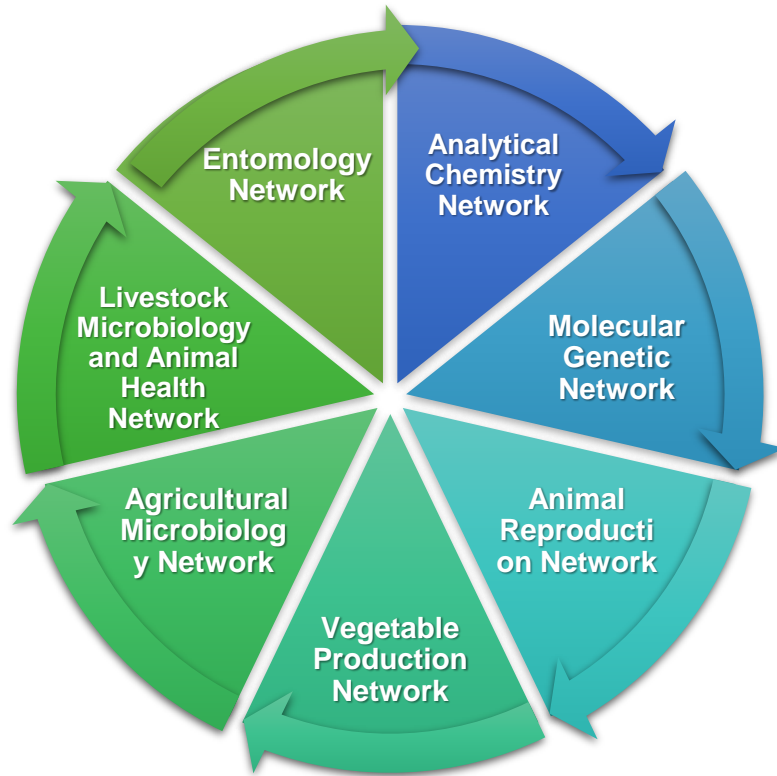 Analytical
Chemistry
Network
Molecular
Genetic
Network
Animal
Reproducti
on Network
Vegetable
Production
Network
Agricultural
Microbiolog
y Network
Livestock
Microbiology
and Animal
Health
Network
Entomology
Network